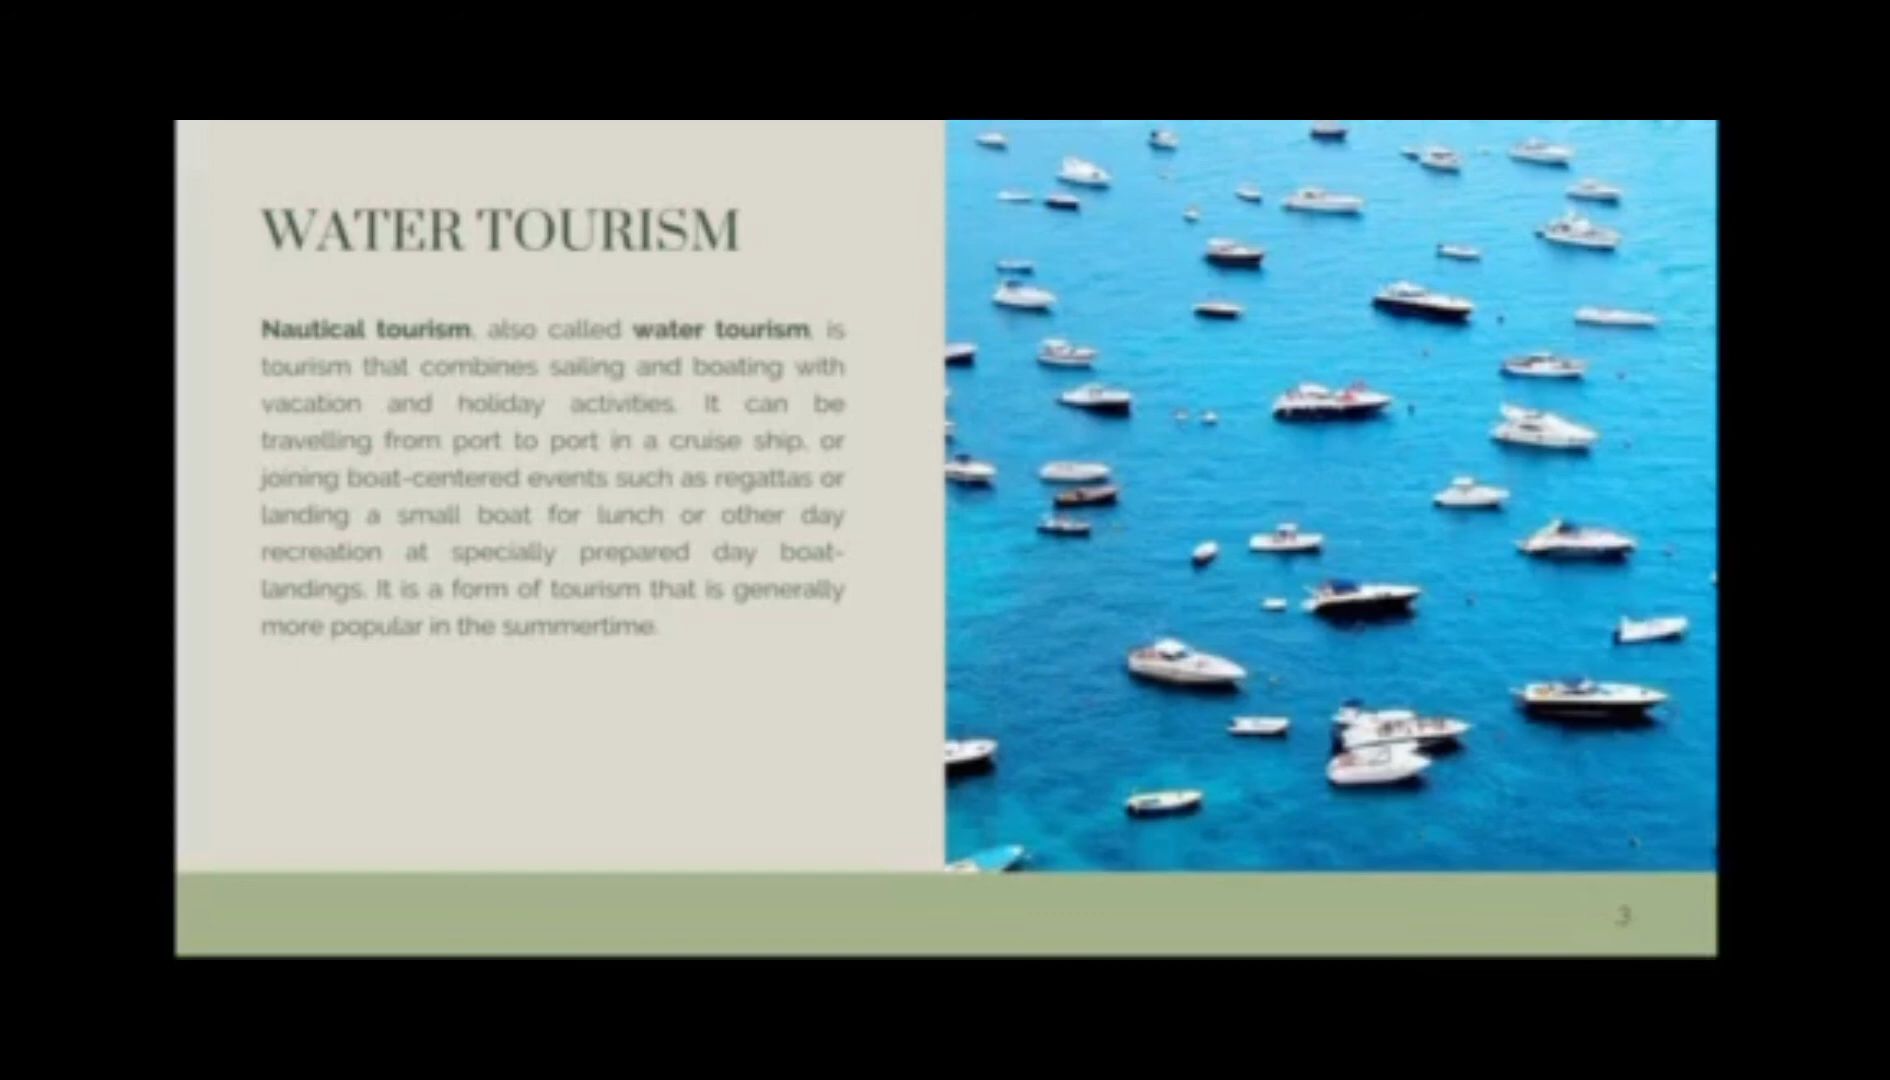 WATER TOURISM
Nautical tourism, also called water tourism, is
tourism that combines sailing and boating with
vacation and holiday activities. It can be
travelling from port to port in a cruise ship, or
joining boat-centered events such as regattas or
landing a small boat for lunch or other day
recreation at specially prepared day boat-
landings. It is a form of tourism that is generally
more popular in the summertime.
3